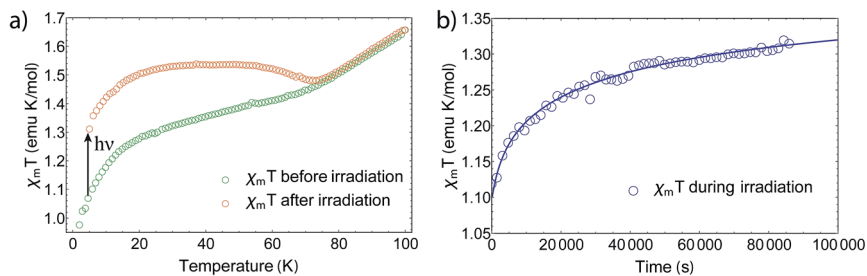 a)
χmT (emu K/mol)
1.7
1.6
1.5
1.4
1.3
1.2
1.1
1.0
hν
χmT before irradiation
χmT after irradiation
0 20 40 60 80 100
Temperature (K)
b)
χmT (emu K/mol)
1.35
1.30
1.25
1.20
1.15
1.10
1.05
χmT during irradiation
0 20 000 40 000 60 000 80 000 100 000
Time (s)